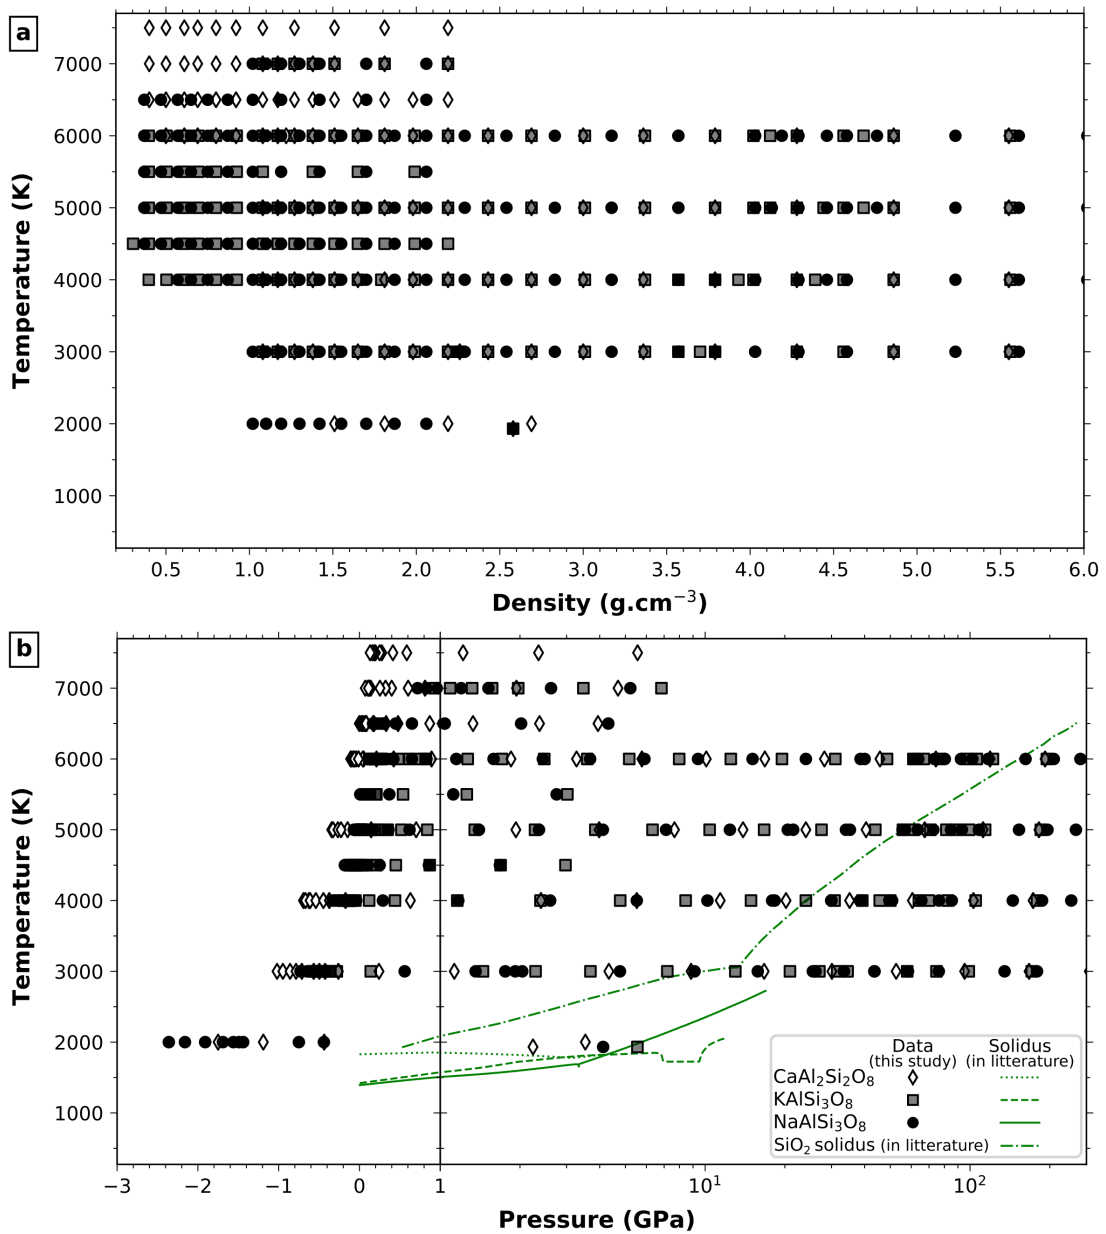 a
7000
6000
5000
4000
3000
2000
1000
Temperature (K)
0.5 1.0 1.5 2.0 2.5 3.0 3.5 4.0 4.5 5.0 5.5 6.0
Density (g.cm⁻³)
b
7000
6000
5000
4000
3000
2000
1000
Temperature (K)
Data Solidus
(this study) (in litterature)
CaAl₂Si₂O₈
KAlSi₃O₈
NaAlSi₃O₈
SiO₂ solidus (in litterature)
−3 −2 −1 0 1 10¹ 10²
Pressure (GPa)